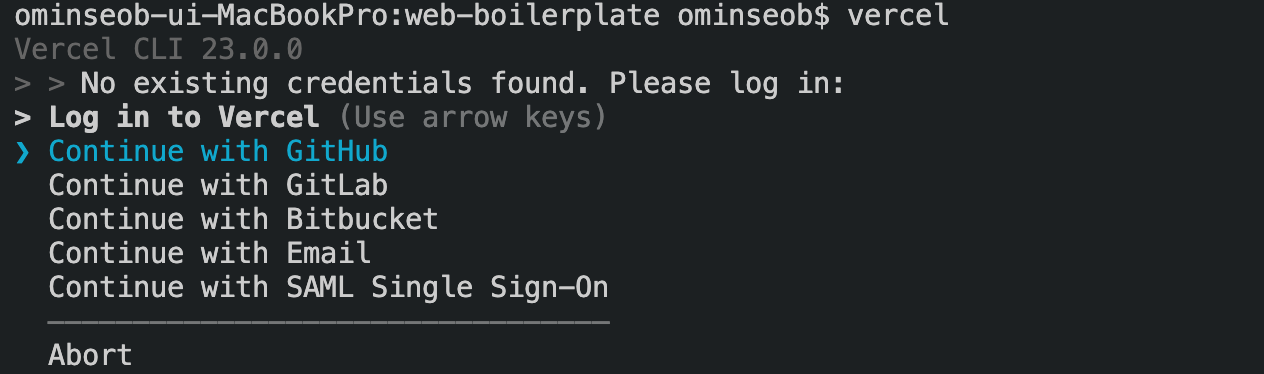 ominseob-ui-MacBookPro:web-boilerplate ominseob$ vercel
Vercel CLI 23.0.0
> > No existing credentials found. Please log in:
> Log in to Vercel (Use arrow keys)
❯ Continue with GitHub
Continue with GitLab
Continue with Bitbucket
Continue with Email
Continue with SAML Single Sign-On
─────────────────────────────────
Abort